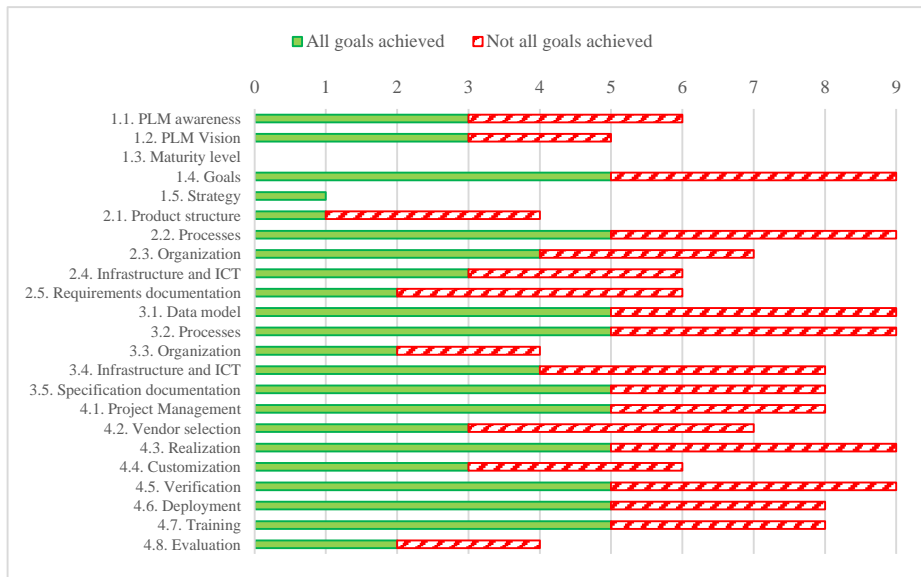 All goals achieved Not all goals achieved
0 1 2 3 4 5 6 7 8 9
1.1. PLM awareness
1.2. PLM Vision
1.3. Maturity level
1.4. Goals
1.5. Strategy
2.1. Product structure
2.2. Processes
2.3. Organization
2.4. Infrastructure and ICT
2.5. Requirements documentation
3.1. Data model
3.2. Processes
3.3. Organization
3.4. Infrastructure and ICT
3.5. Specification documentation
4.1. Project Management
4.2. Vendor selection
4.3. Realization
4.4. Customization
4.5. Verification
4.6. Deployment
4.7. Training
4.8. Evaluation